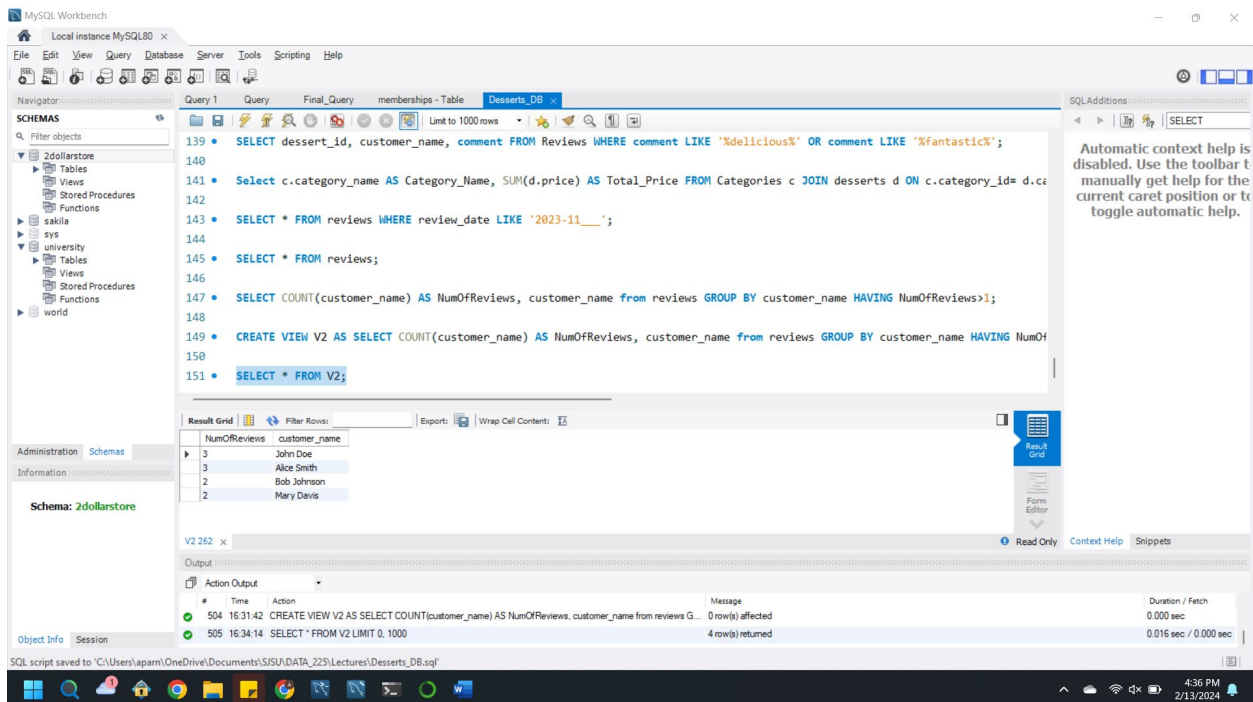 MySQL Workbench
Local instance MySQL80 ×
File Edit View Query Database Server Tools Scripting Help
Navigator
Query 1 Query Final_Query memberships - Table Desserts_DB ×
SQLAdditions
SCHEMAS
Limit to 1000 rows
SELECT
Filter objects
2dollarstore
Tables
Views
Stored Procedures
Functions
sakila
sys
university
Tables
Views
Stored Procedures
Functions
world
139 SELECT dessert_id, customer_name, comment FROM Reviews WHERE comment LIKE '%delicious%' OR comment LIKE '%fantastic%';
140
141 Select c.category_name AS Category_Name, SUM(d.price) AS Total_Price FROM Categories c JOIN desserts d ON c.category_id= d.ca
142
143 SELECT * FROM reviews WHERE review_date LIKE '2023-11___';
144
145 SELECT * FROM reviews;
146
147 SELECT COUNT(customer_name) AS NumOfReviews, customer_name from reviews GROUP BY customer_name HAVING NumOfReviews>1;
148
149 CREATE VIEW V2 AS SELECT COUNT(customer_name) AS NumOfReviews, customer_name from reviews GROUP BY customer_name HAVING NumOf
150
151 SELECT * FROM V2;
Automatic context help is
disabled. Use the toolbar t
manually get help for the
current caret position or to
toggle automatic help.
Result Grid Filter Rows: Export: Wrap Cell Content: IA
NumOfReviews customer_name
3 John Doe
3 Alice Smith
2 Bob Johnson
2 Mary Davis
Result
Grid
Form
Editor
Administration Schemas
Information
Schema: 2dollarstore
V2 262 ×
Read Only
Context Help Snippets
Output
Action Output
# Time Action Message Duration / Fetch
504 16:31:42 CREATE VIEW V2 AS SELECT COUNT(customer_name) AS NumOfReviews, customer_name from reviews G... 0 row(s) affected 0.000 sec
505 16:34:14 SELECT * FROM V2 LIMIT 0, 1000 4 row(s) returned 0.016 sec / 0.000 sec
Object Info Session
SQL script saved to 'C:\Users\aparn\OneDrive\Documents\SJSU\DATA_225\Lectures\Desserts_DB.sql'
1
4:36 PM
2/13/2024